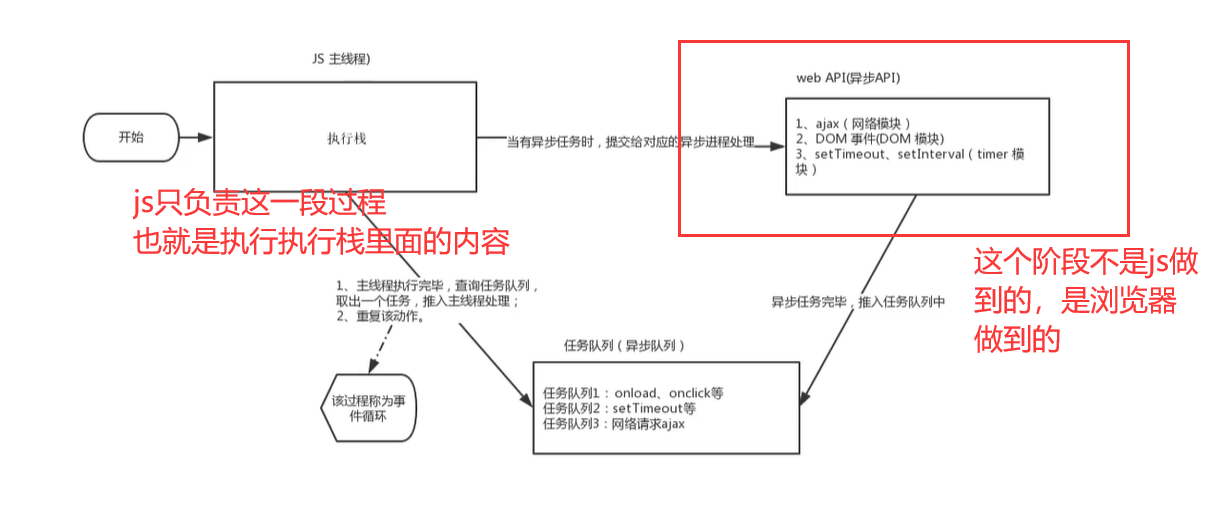 JS 主线程)
web API(异步API)
开始
执行栈
当有异步任务时，提交给对应的异步进程处理
1、ajax（网络模块）
2、DOM 事件(DOM 模块)
3、setTimeout、setInterval（timer 模
块）
js只负责这一段过程
也就是执行执行栈里面的内容
这个阶段不是js做
到的，是浏览器
做到的
1、主线程执行完毕，查询任务队列，
取出一个任务，推入主线程处理；
2、重复该动作。
异步任务完毕，推入任务队列中
任务队列（异步队列）
该过程称为事
件循环
任务队列1：onload、onclick等
任务队列2：setTimeout等
任务队列3：网络请求ajax